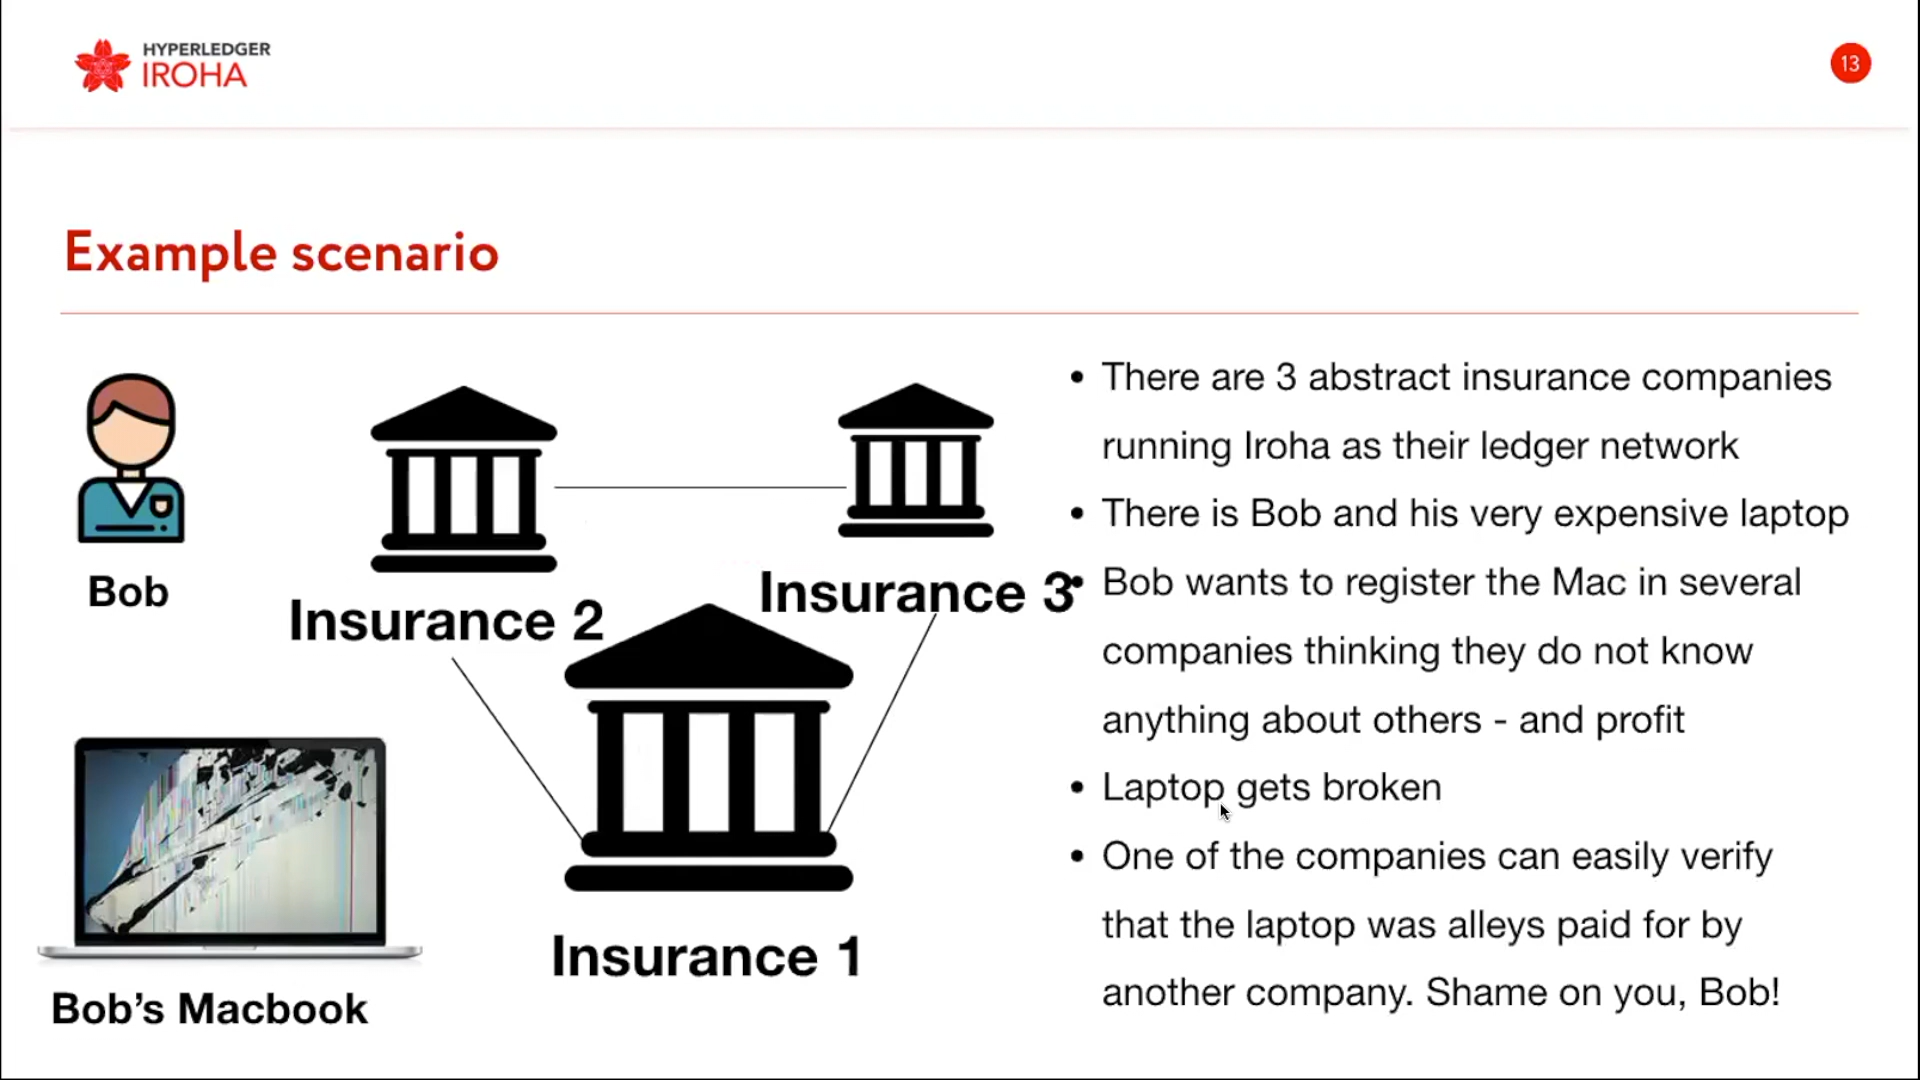 HYPERLEDGER
IROHA
13
Example scenario
Bob
Insurance 2
Insurance 3
Insurance 1
Bob’s Macbook
• There are 3 abstract insurance companies
running Iroha as their ledger network
• There is Bob and his very expensive laptop
• Bob wants to register the Mac in several
companies thinking they do not know
anything about others - and profit
• Laptop gets broken
• One of the companies can easily verify
that the laptop was alleys paid for by
another company. Shame on you, Bob!